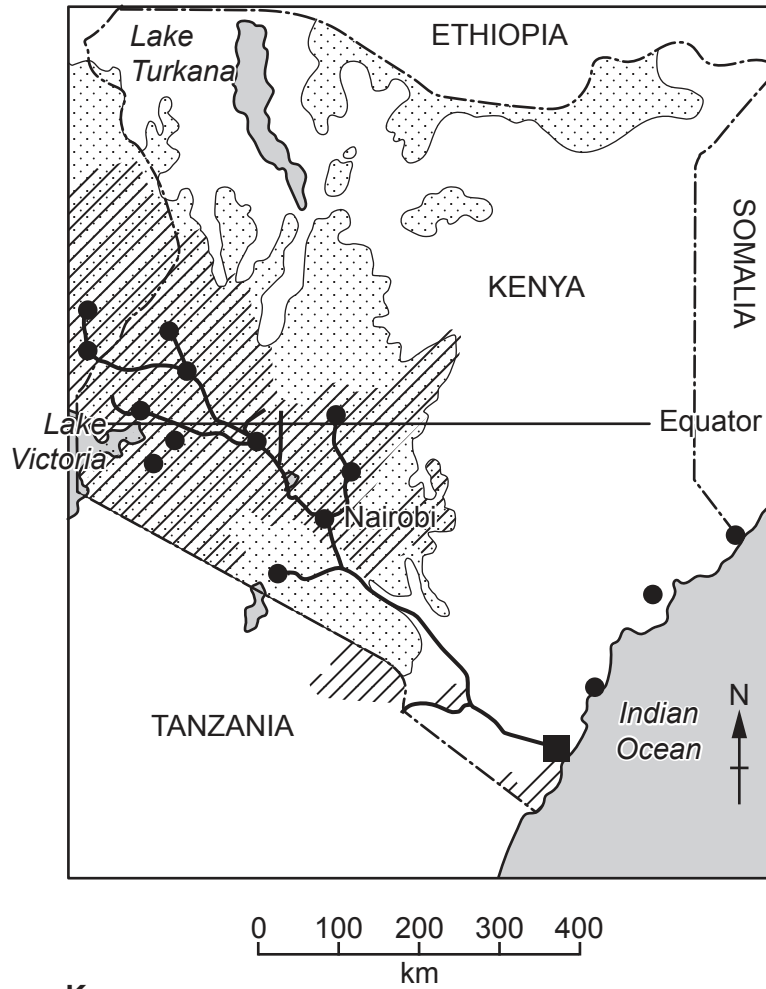 Lake
Turkana
ETHIOPIA
SOMALIA
KENYA
Lake
Victoria
Equator
Nairobi
TANZANIA
Indian
Ocean
N
0 100 200 300 400
km